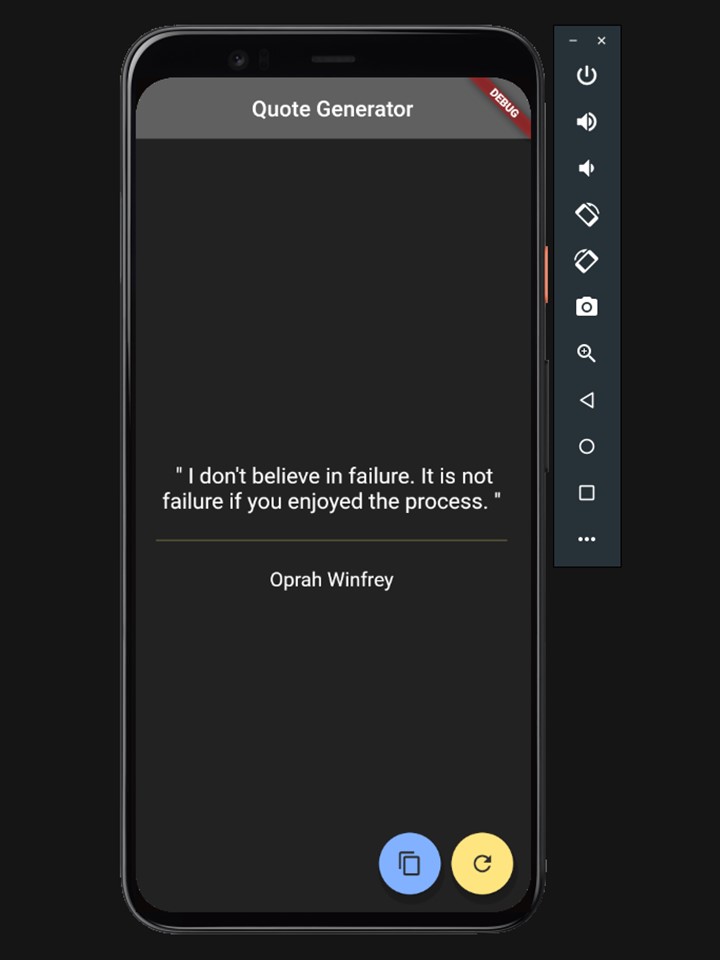 Quote Generator
DEBUG
" I don't believe in failure. It is not
failure if you enjoyed the process. "
Oprah Winfrey